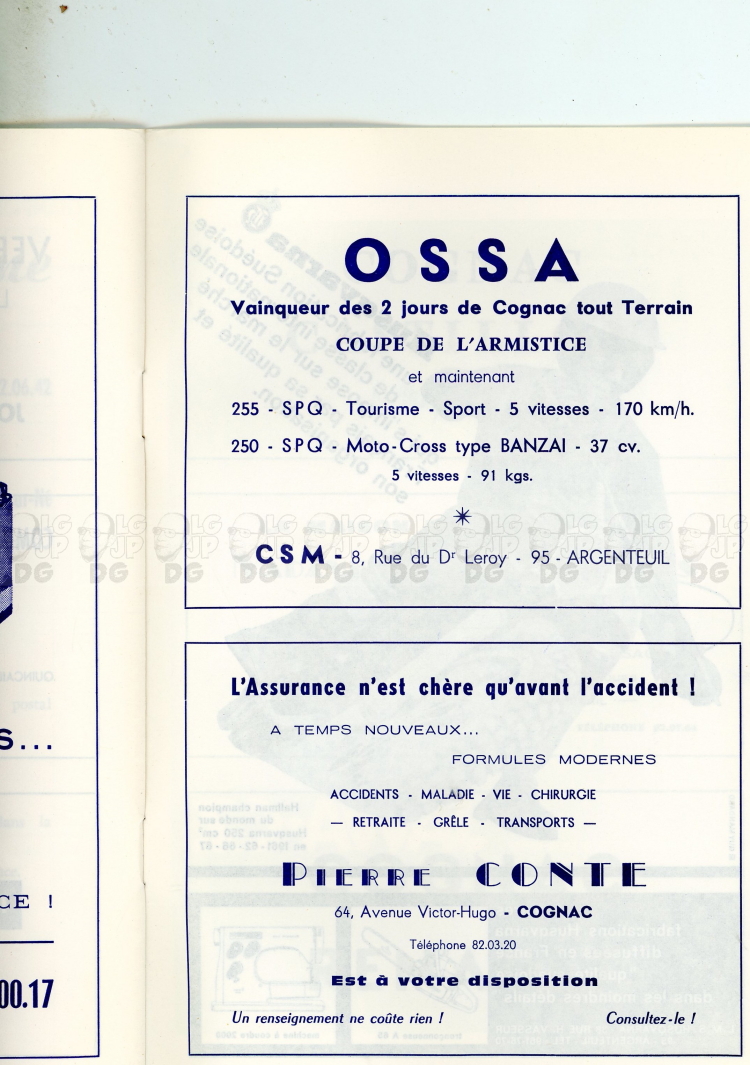 S...
CE !
00.17
OSSA
Vainqueur des 2 jours de Cognac tout Terrain
COUPE DE L'ARMISTICE
et maintenant
255 - SPQ - Tourisme - Sport - 5 vitesses - 170 km/h.
250 - SPQ - Moto-Cross type BANZAI - 37 cv.
5 vitesses - 91 kgs.
CSM - 8, Rue du Dr Leroy - 95 - ARGENTEUIL
L'Assurance n'est chère qu'avant l'accident !
A TEMPS NOUVEAUX...
FORMULES MODERNES
ACCIDENTS - MALADIE - VIE - CHIRURGIE
— RETRAITE - GRÊLE - TRANSPORTS —
PIERRE CONTE
64, Avenue Victor-Hugo - COGNAC
Téléphone 82.03.20
Est à votre disposition
Un renseignement ne coûte rien ! Consultez-le !